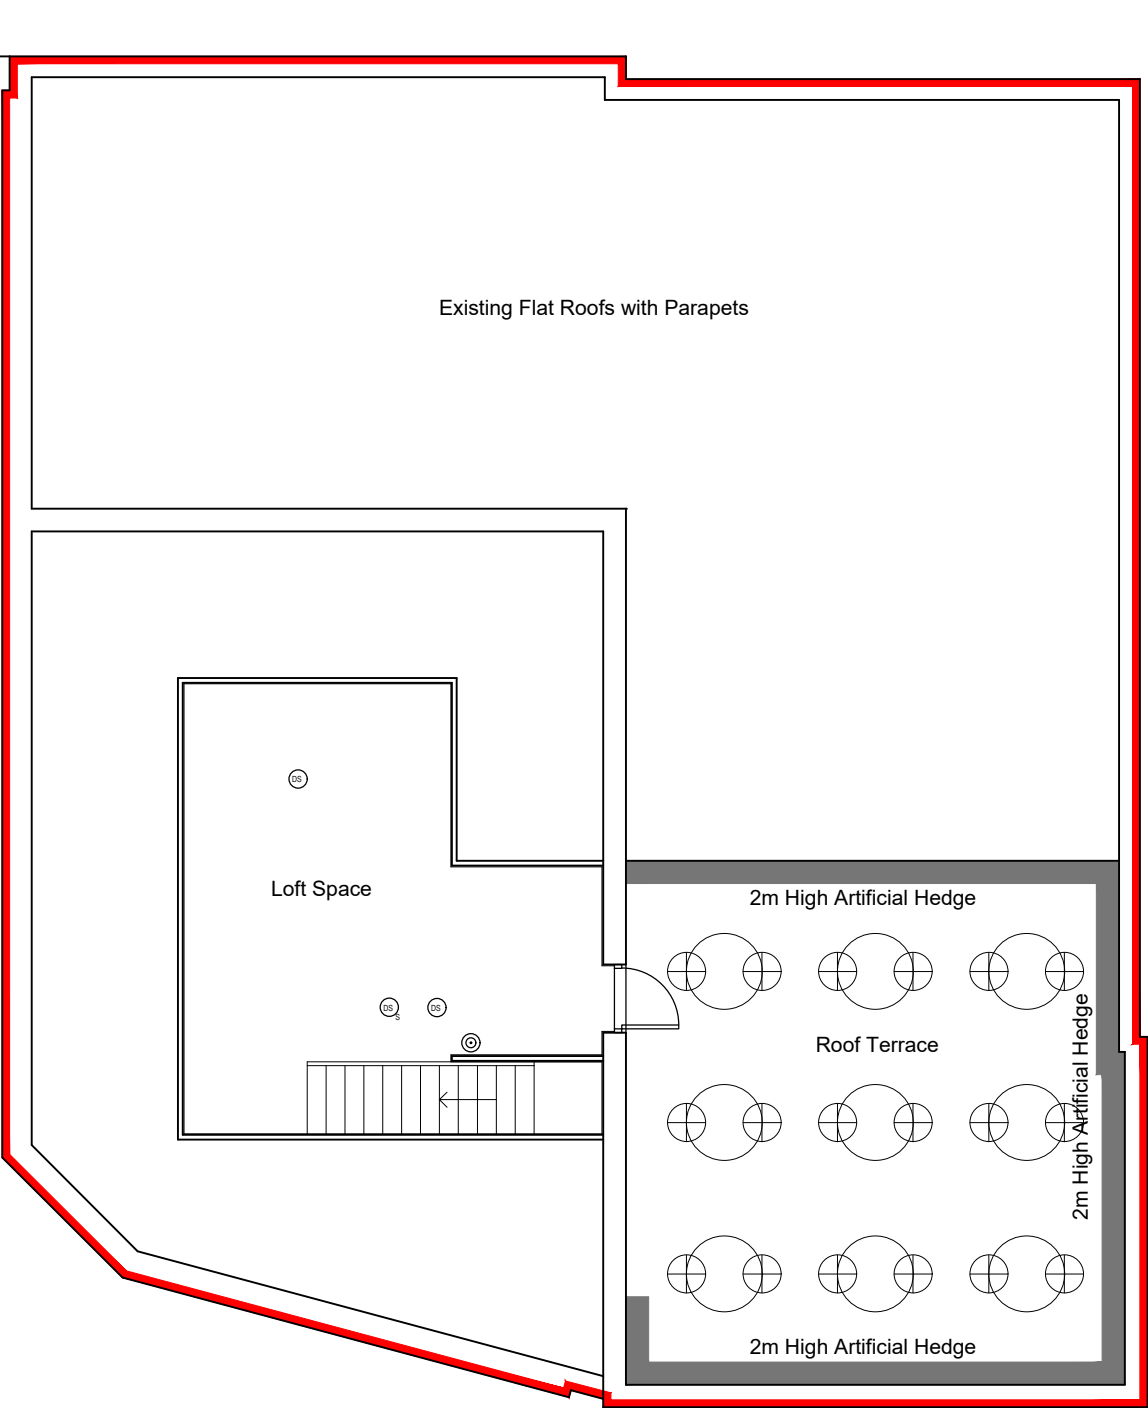 Existing Flat Roofs with Parapets
DS
Loft Space
2m High Artificial Hedge
DS
S
DS
Roof Terrace
2m High Artificial Hedge
2m High Artificial Hedge